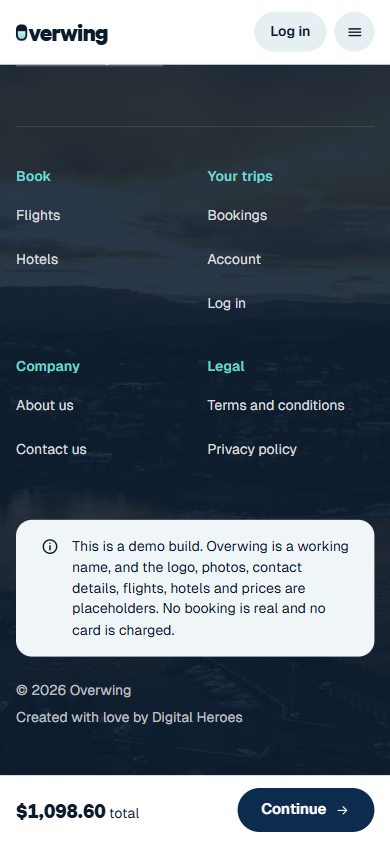 Overwing
Log in
Book
Your trips
Flights
Bookings
Hotels
Account
Log in
Company
Legal
About us
Terms and conditions
Contact us
Privacy policy
This is a demo build. Overwing is a working
name, and the logo, photos, contact
details, flights, hotels and prices are
placeholders. No booking is real and no
card is charged.
© 2026 Overwing
Created with love by Digital Heroes
$1,098.60 total
Continue →